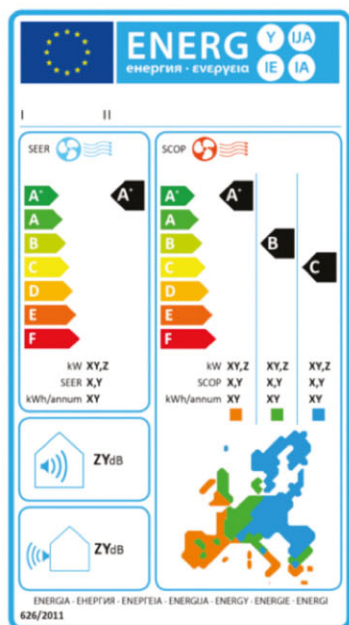 ENERG Y IJA
енергия · ενεργεια IE IA
I II
SEER
A+ A+
A
B
C
D
E
F
kW XY,Z
SEER X,Y
kWh/annum XY
SCOP
A+ A+
A
B B
C C
D
E
F
kW XY,Z XY,Z XY,Z
SCOP X,Y X,Y X,Y
kWh/annum XY XY XY
ZYdB
ZYdB
ENERGIA · ЕНЕРГИЯ · ΕΝΕΡΓΕΙΑ · ENERGIJA · ENERGY · ENERGIE · ENERGI
626/2011